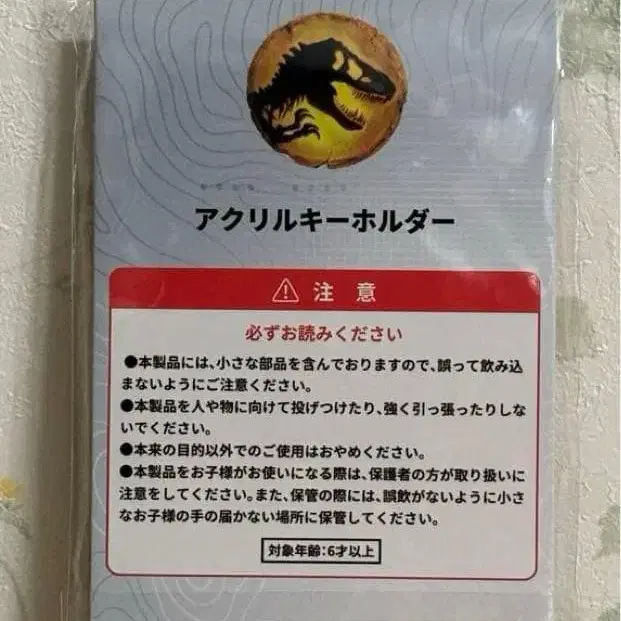 アクリルキーホルダー
注 意
必ずお読みください
●本製品には、小さな部品を含んでおりますので、誤って飲み込
まないようにご注意ください。
●本製品を人や物に向けて投げつけたり、強く引っ張ったりしな
いでください。
●本来の目的以外でのご使用はおやめください。
●本製品をお子様がお使いになる際は、保護者の方が取り扱いに
注意をしてください。また、保管の際には、誤飲がないように小さ
なお子様の手の届かない場所に保管してください。
対象年齢:6才以上